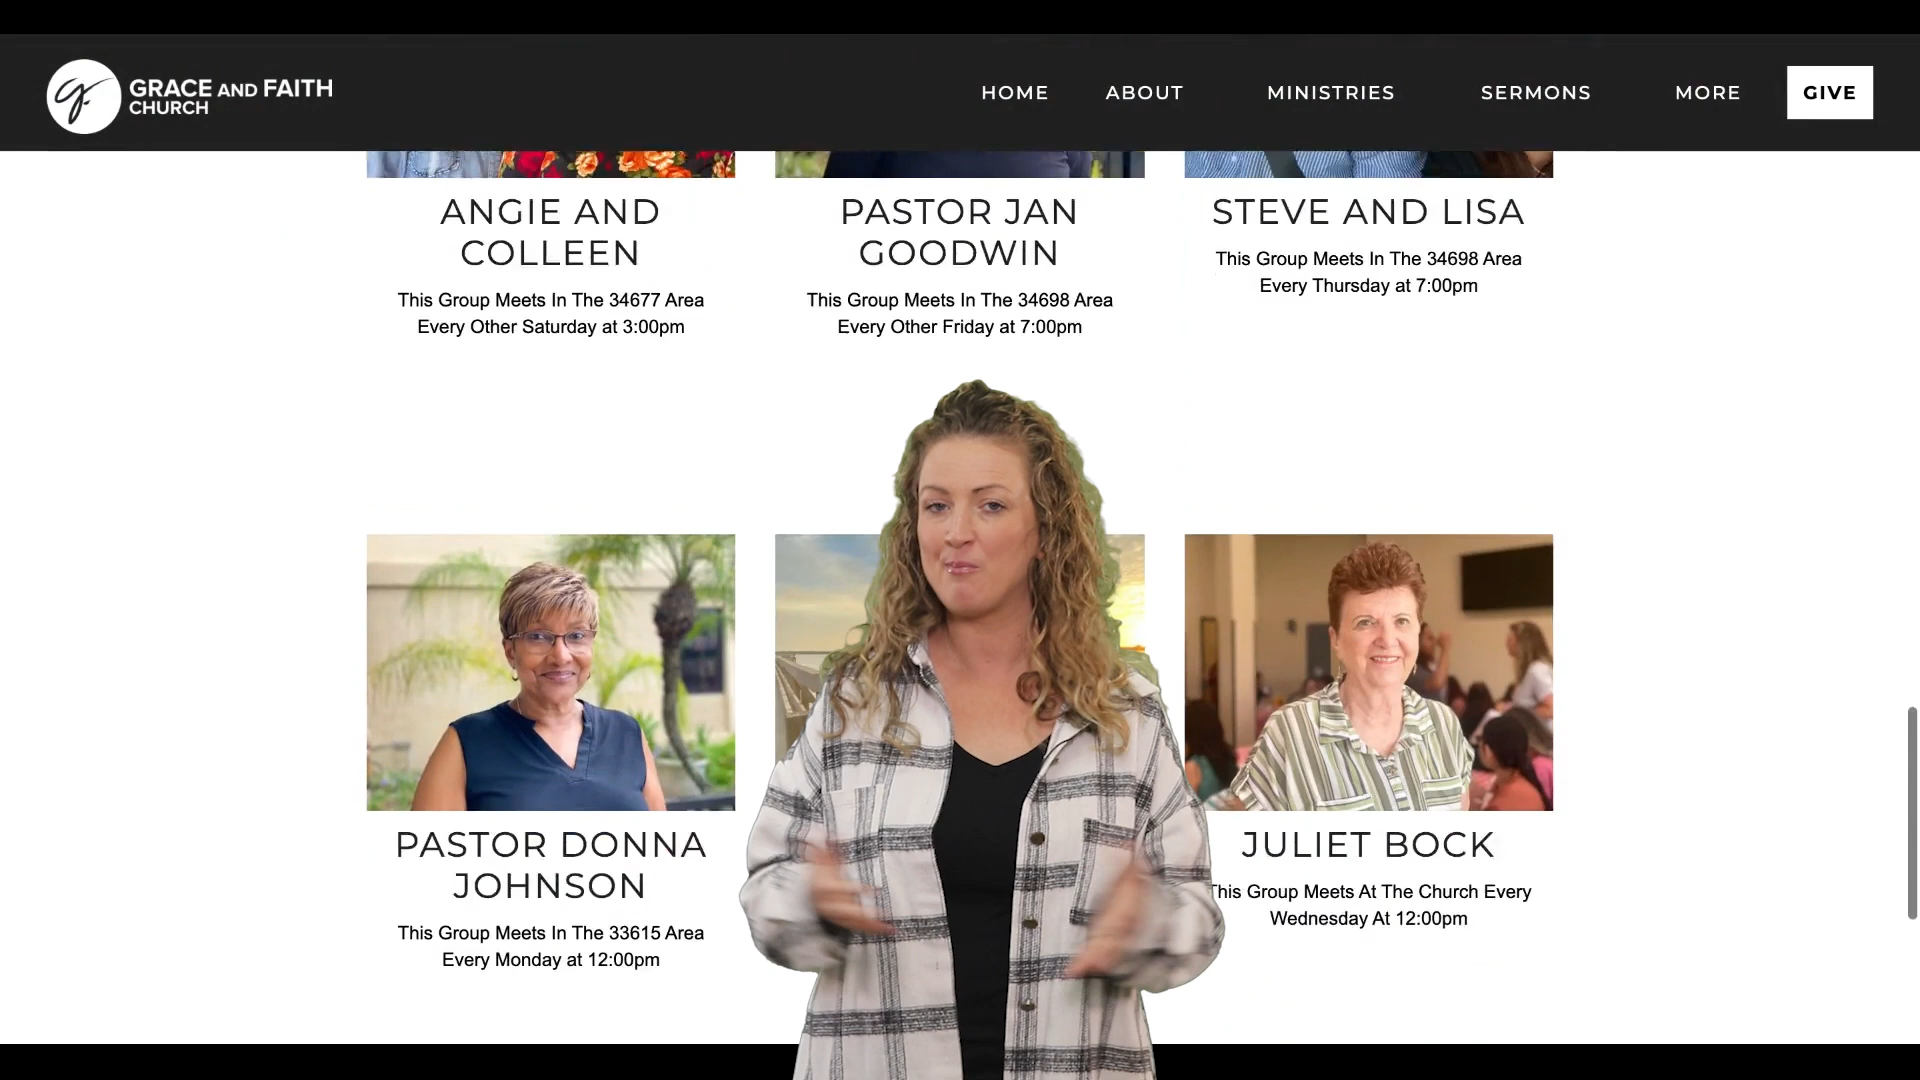 GRACE AND FAITH
CHURCH
HOME ABOUT MINISTRIES SERMONS MORE GIVE
ANGIE AND
COLLEEN
This Group Meets In The 34677 Area
Every Other Saturday at 3:00pm
PASTOR JAN
GOODWIN
This Group Meets In The 34698 Area
Every Other Friday at 7:00pm
STEVE AND LISA
This Group Meets In The 34698 Area
Every Thursday at 7:00pm
PASTOR DONNA
JOHNSON
This Group Meets In The 33615 Area
Every Monday at 12:00pm
JULIET BOCK
This Group Meets At The Church Every
Wednesday At 12:00pm